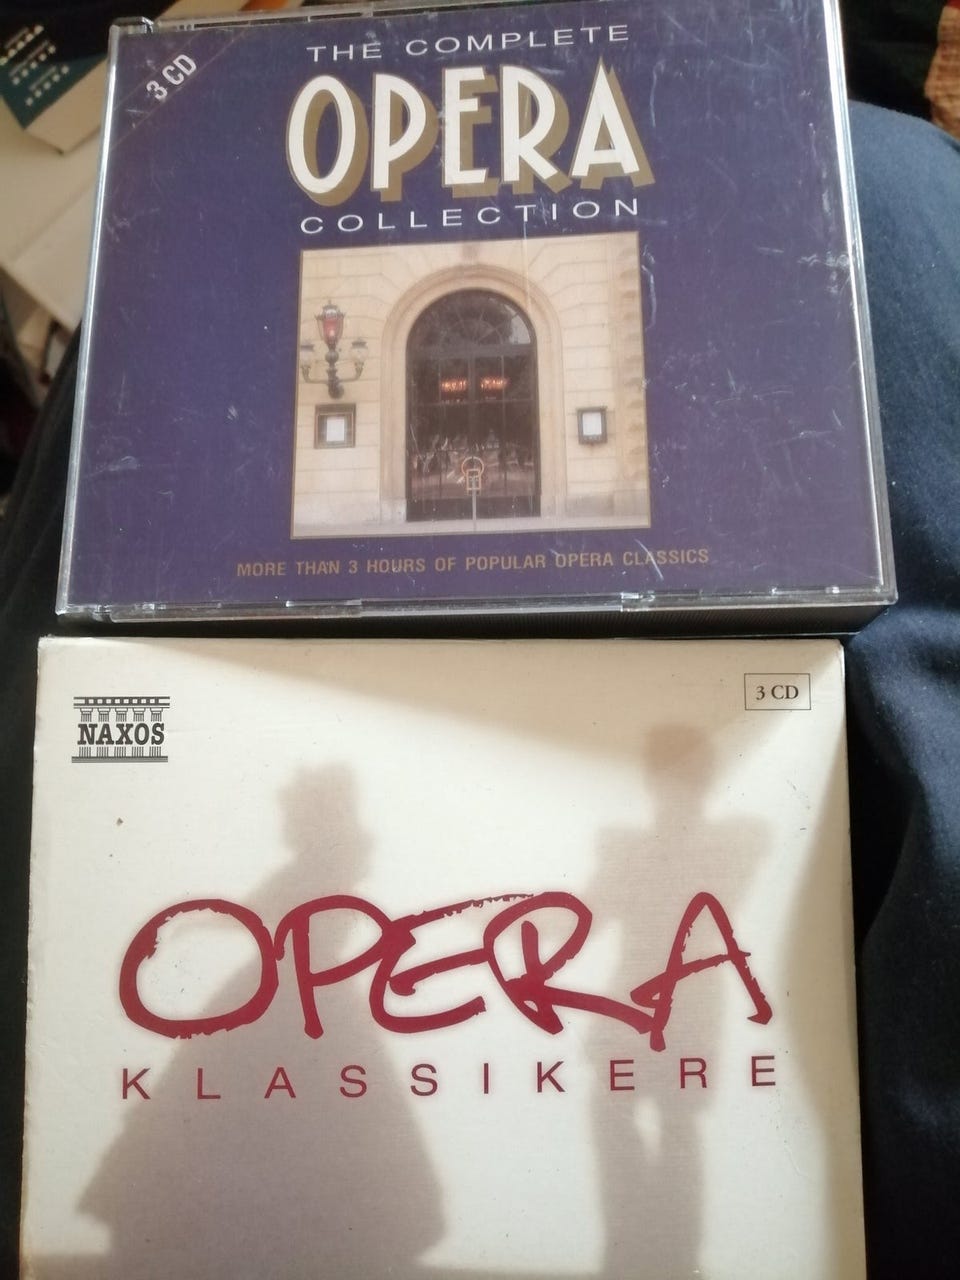 3 CD
THE COMPLETE
OPERA
COLLECTION
MORE THAN 3 HOURS OF POPULAR OPERA CLASSICS
NAXOS
3 CD
OPERA
KLASSIKERE